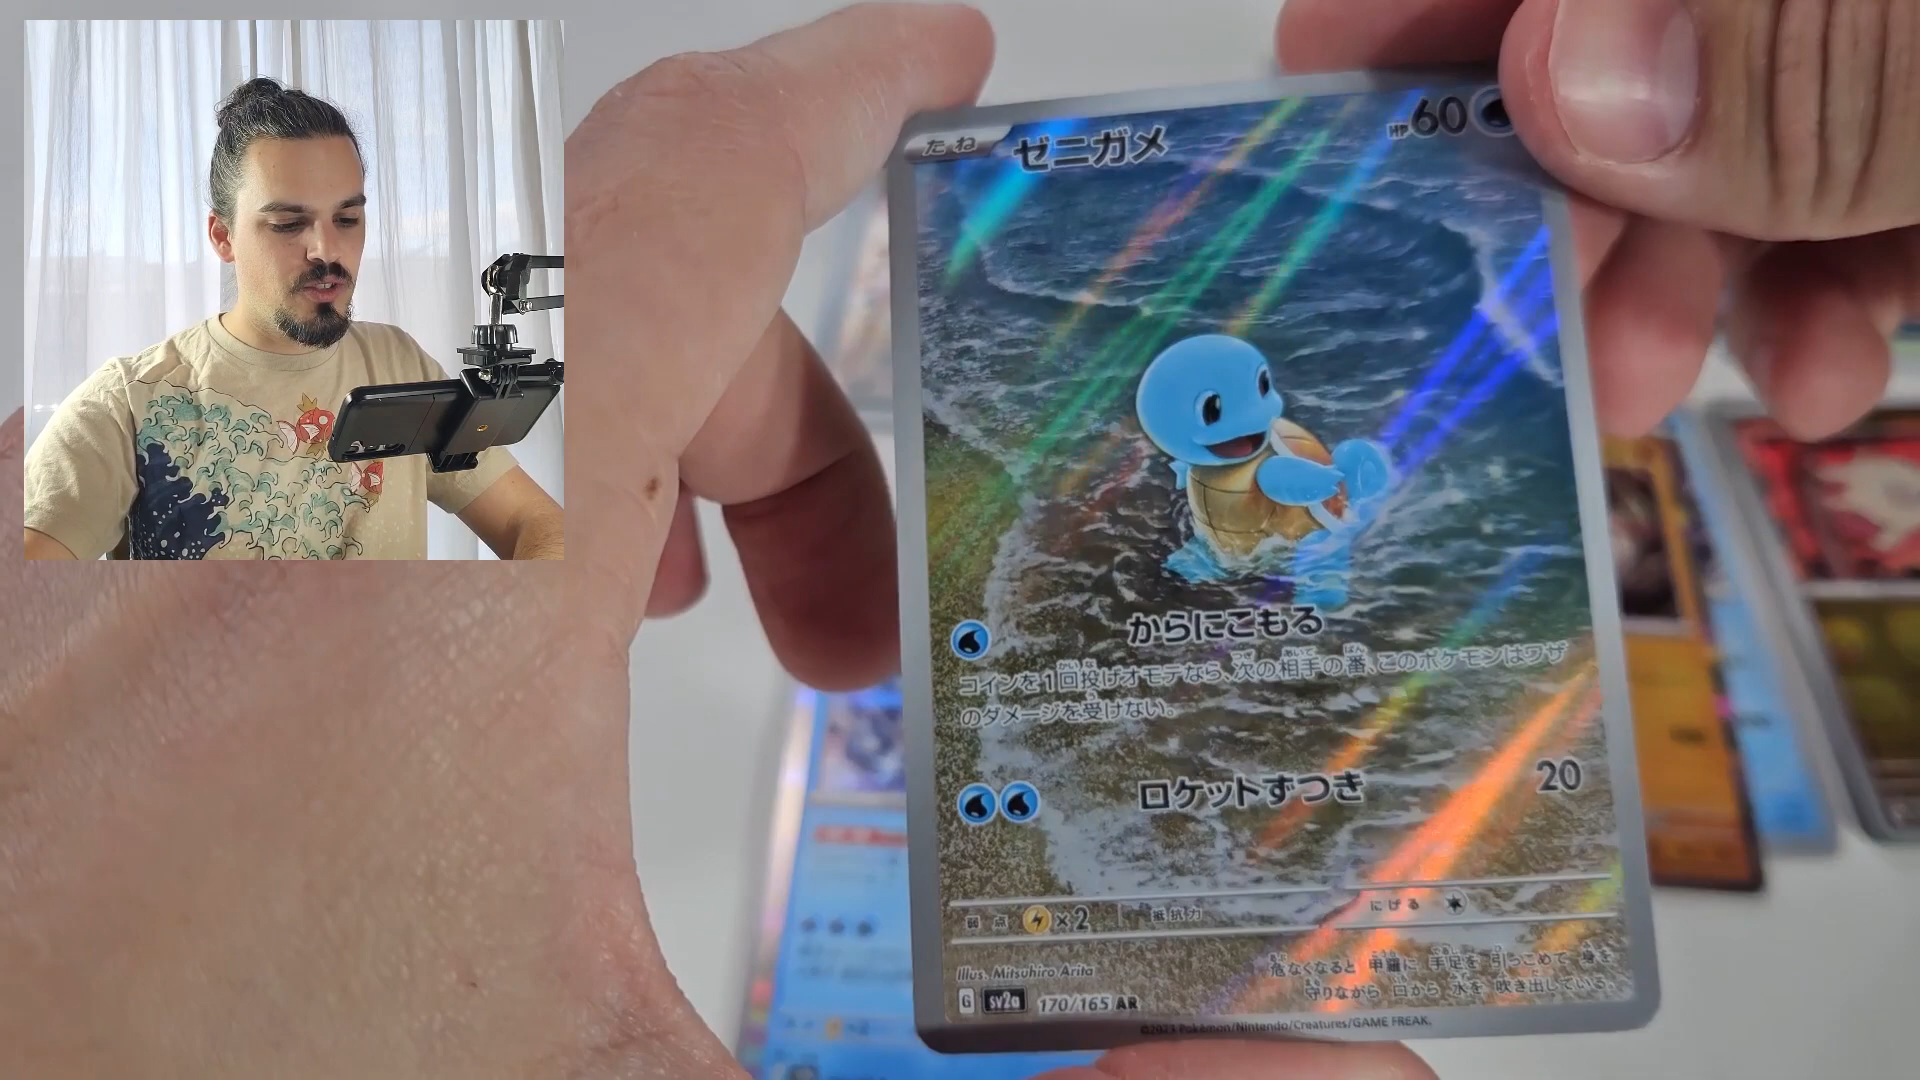 たね ゼニガメ HP60
からにこもる
コインを1回投げオモテなら、次の相手の番、このポケモンはワザ
のダメージを受けない。
ロケットずつき 20
弱点 ×2 抵抗力 にげる
Illus. Mitsuhiro Arita
危なくなると 甲羅に 手足を 引っこめて 身を
守りながら 口から 水を 吹き出している。
G sv2a 170/165 AR
©2023 Pokémon/Nintendo/Creatures/GAME FREAK.